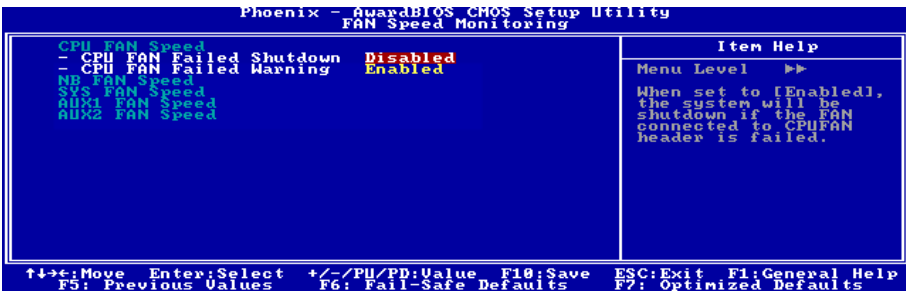 Phoenix - AwardBIOS CMOS Setup Utility
FAN Speed Monitoring
CPU FAN Speed
- CPU FAN Failed Shutdown Disabled
- CPU FAN Failed Warning Enabled
NB FAN Speed
SYS FAN Speed
AUX1 FAN Speed
AUX2 FAN Speed
Item Help
Menu Level ►►
When set to [Enabled],
the system will be
shutdown if the FAN
connected to CPUFAN
header is failed.
↑↓→←:Move Enter:Select +/-/PU/PD:Value F10:Save ESC:Exit F1:General Help
F5: Previous Values F6: Fail-Safe Defaults F7: Optimized Defaults